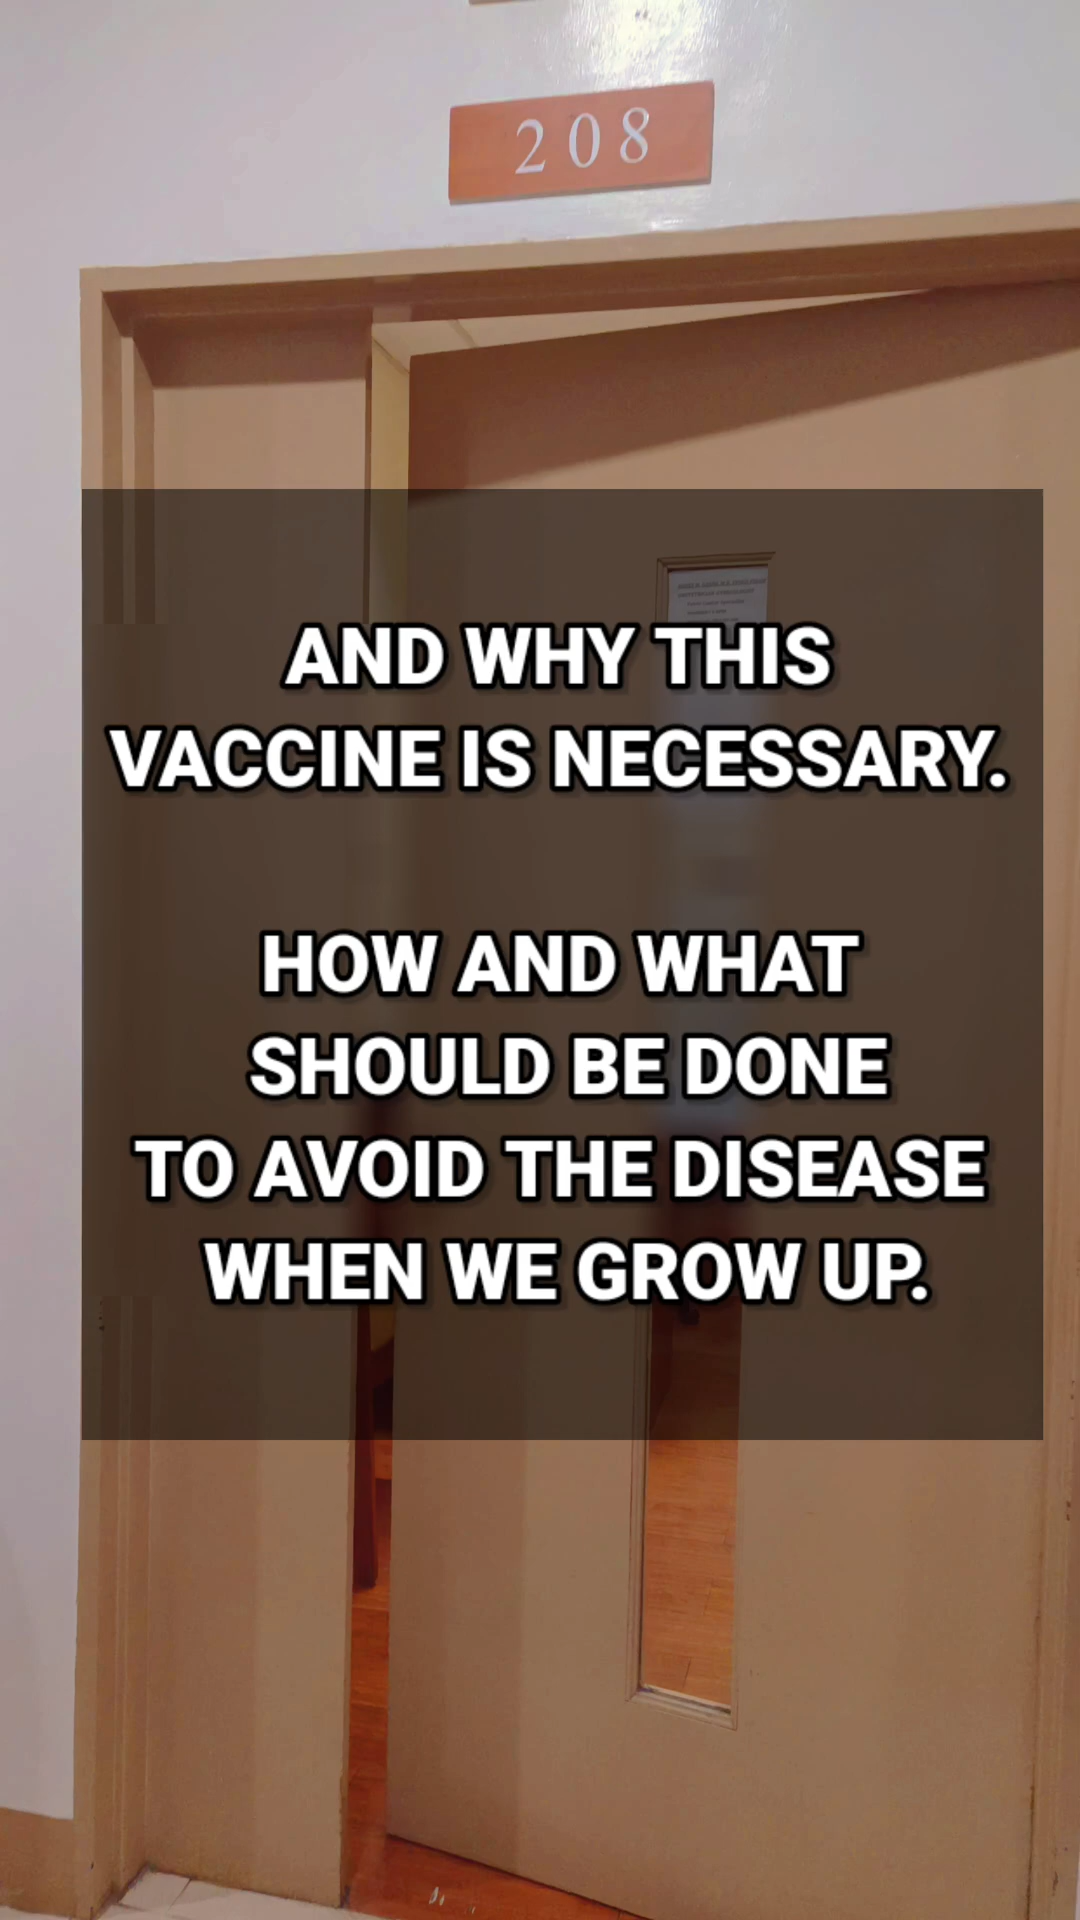 208
AND WHY THIS
VACCINE IS NECESSARY.
HOW AND WHAT
SHOULD BE DONE
TO AVOID THE DISEASE
WHEN WE GROW UP.